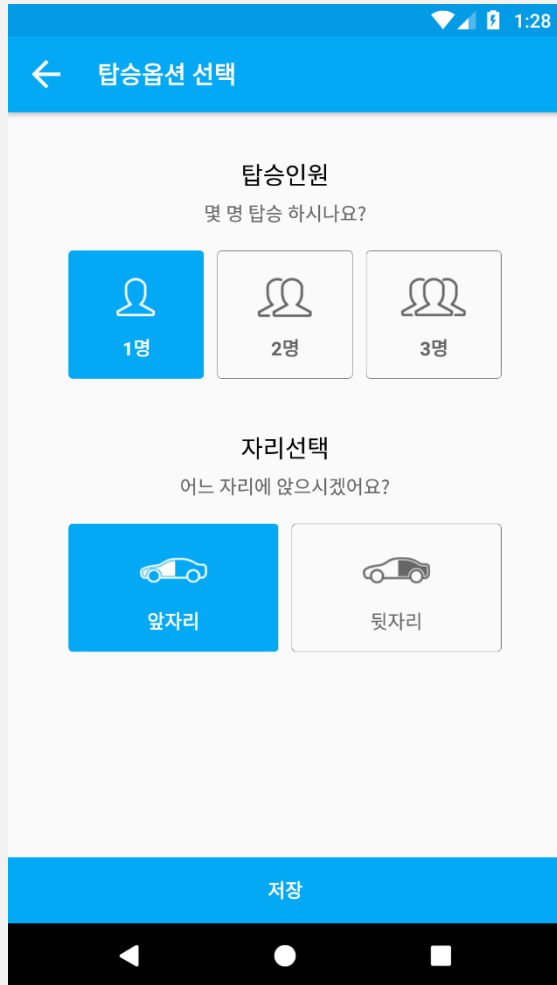 1:28
탑승옵션 선택
탑승인원
몇 명 탑승 하시나요?
1명 2명 3명
자리선택
어느 자리에 앉으시겠어요?
앞자리 뒷자리
저장